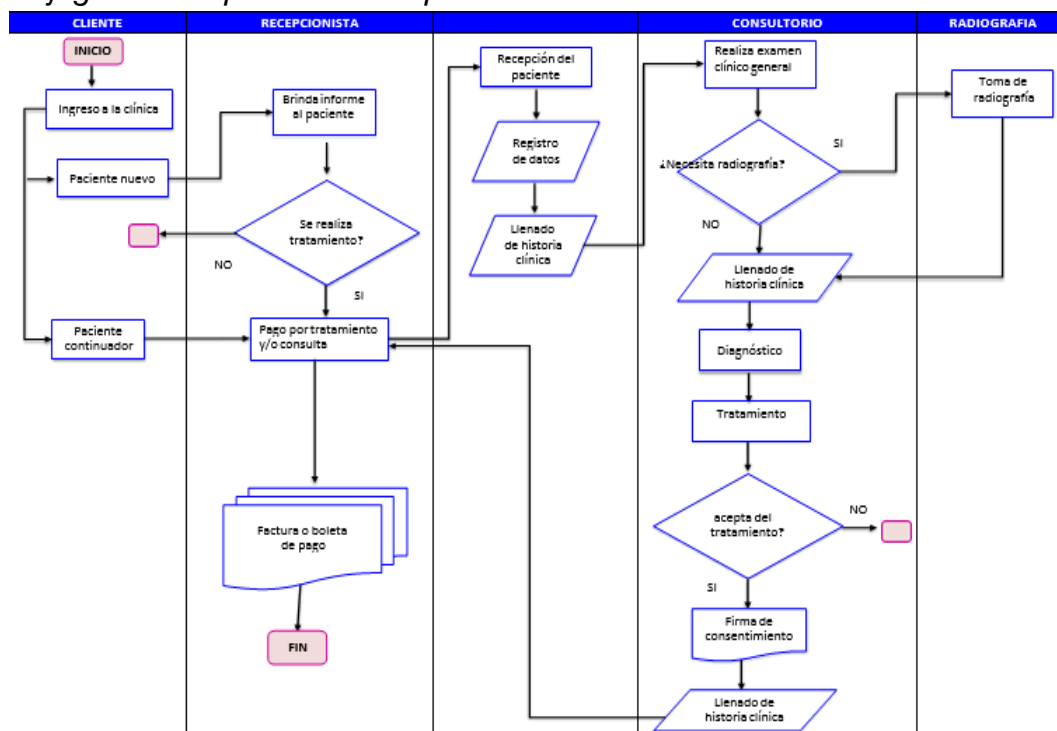 CLIENTE
RECEPCIONISTA
CONSULTORIO
RADIOGRAFIA
INICIO
Ingreso a la clínica
Paciente nuevo
Paciente
continuador
Brinda informe
al paciente
Se realiza
tratamiento?
NO
SI
Pago por tratamiento
y/o consulta
Factura o boleta
de pago
FIN
Recepción del
paciente
Registro
de datos
Llenado
de historia
clínica
Realiza examen
clínico general
¿Necesita radiografía?
SI
NO
Llenado de
historia clínica
Diagnóstico
Tratamiento
acepta del
tratamiento?
NO
SI
Firma de
consentimiento
Llenado de
historia clínica
Toma de
radiografía